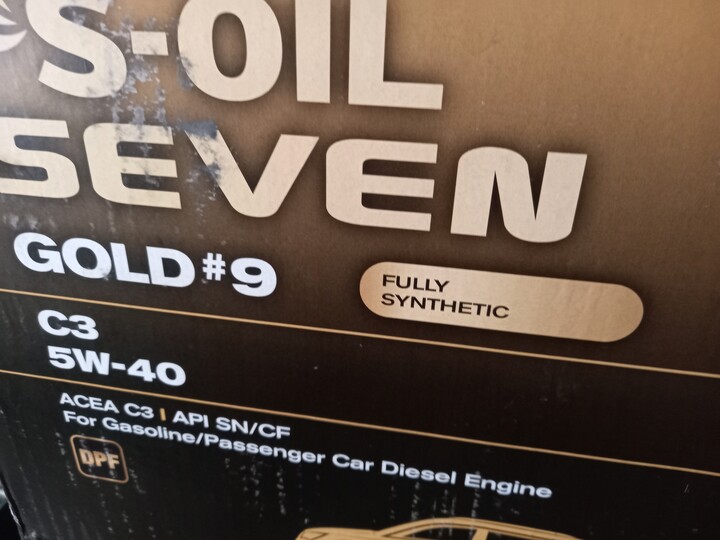 S-OIL
SEVEN
GOLD #9
FULLY
SYNTHETIC
C3
5W-40
ACEA C3 | API SN/CF
For Gasoline/Passenger Car Diesel Engine
DPF